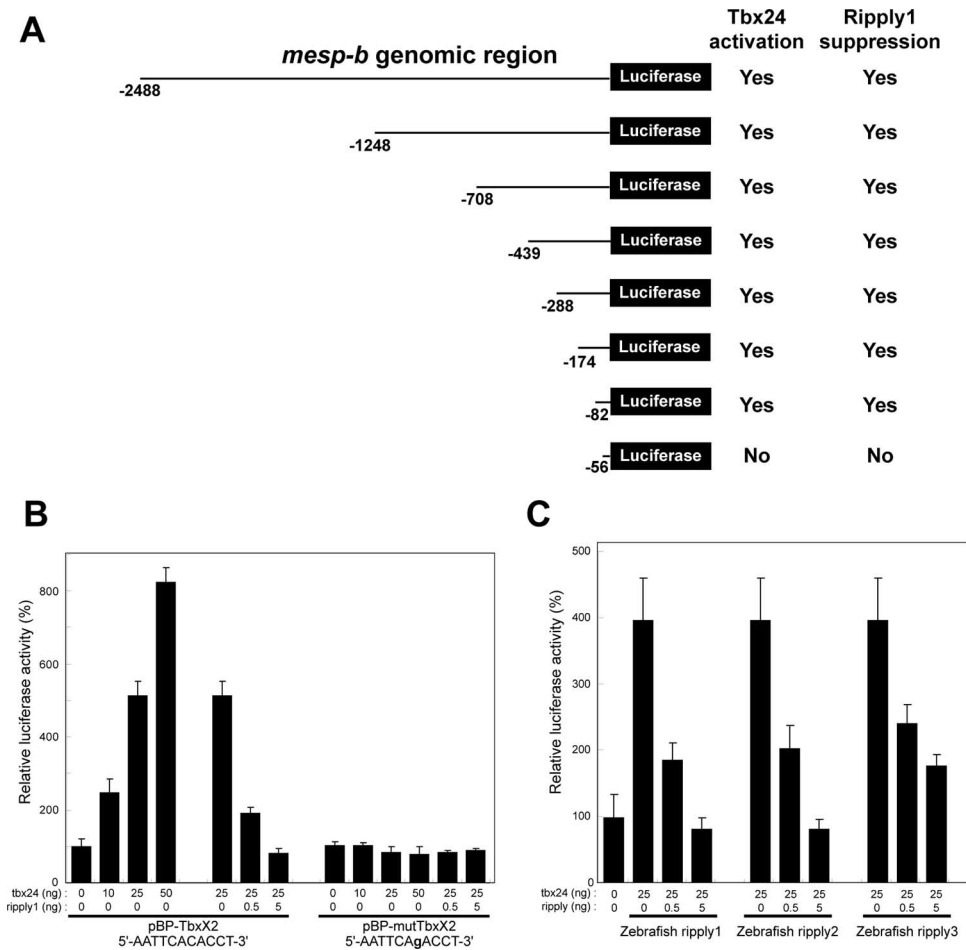 A
mesp-b genomic region
Tbx24 activation
Ripply1 suppression
-2488 Luciferase Yes Yes
-1248 Luciferase Yes Yes
-708 Luciferase Yes Yes
-439 Luciferase Yes Yes
-288 Luciferase Yes Yes
-174 Luciferase Yes Yes
-82 Luciferase Yes Yes
-56 Luciferase No No
B
Relative luciferase activity (%)
800
600
400
200
0
tbx24 (ng) : 0 10 25 50 25 25 25 0 10 25 50 25 25
ripply1 (ng) : 0 0 0 0 0 0.5 5 0 0 0 0 0.5 5
pBP-TbxX2
5'-AATTCACACCT-3'
pBP-mutTbxX2
5'-AATTCAgACCT-3'
C
Relative luciferase activity (%)
500
400
300
200
100
0
tbx24 (ng) : 0 25 25 25 25 25 25 25 25 25
ripply (ng) : 0 0 0.5 5 0 0.5 5 0 0.5 5
Zebrafish ripply1
Zebrafish ripply2
Zebrafish ripply3